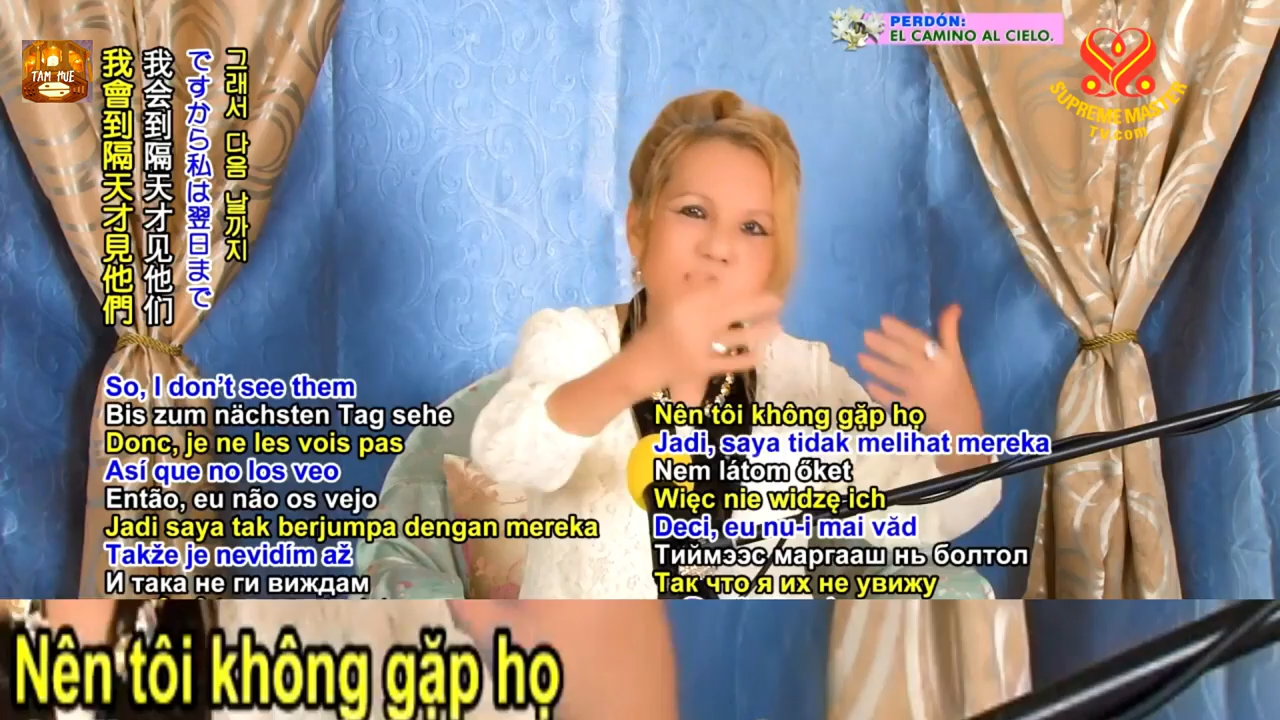 PERDÓN:
EL CAMINO AL CIELO.
SUPREME MASTER
TV.com
TAM HUE
我會到隔天才見他們
我会到隔天才见他们
ですから私は翌日まで
그래서 다음 날까지
So, I don't see them
Bis zum nächsten Tag sehe
Donc, je ne les vois pas
Así que no los veo
Então, eu não os vejo
Jadi saya tak berjumpa dengan mereka
Takže je nevidím až
И така не ги виждам
Nên tôi không gặp họ
Jadi, saya tidak melihat mereka
Nem látom őket
Więc nie widzę ich
Deci, eu nu-i mai văd
Тиймээс маргааш нь болтол
Так что я их не увижу
Nên tôi không gặp họ